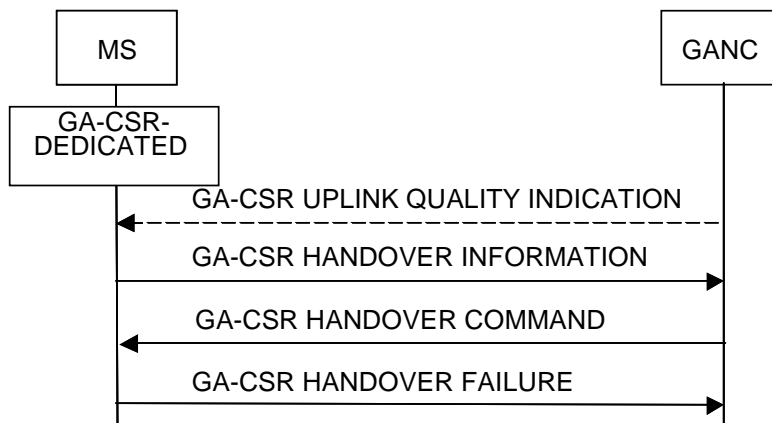 MS
GANC
GA-CSR-
DEDICATED
GA-CSR UPLINK QUALITY INDICATION
GA-CSR HANDOVER INFORMATION
GA-CSR HANDOVER COMMAND
GA-CSR HANDOVER FAILURE